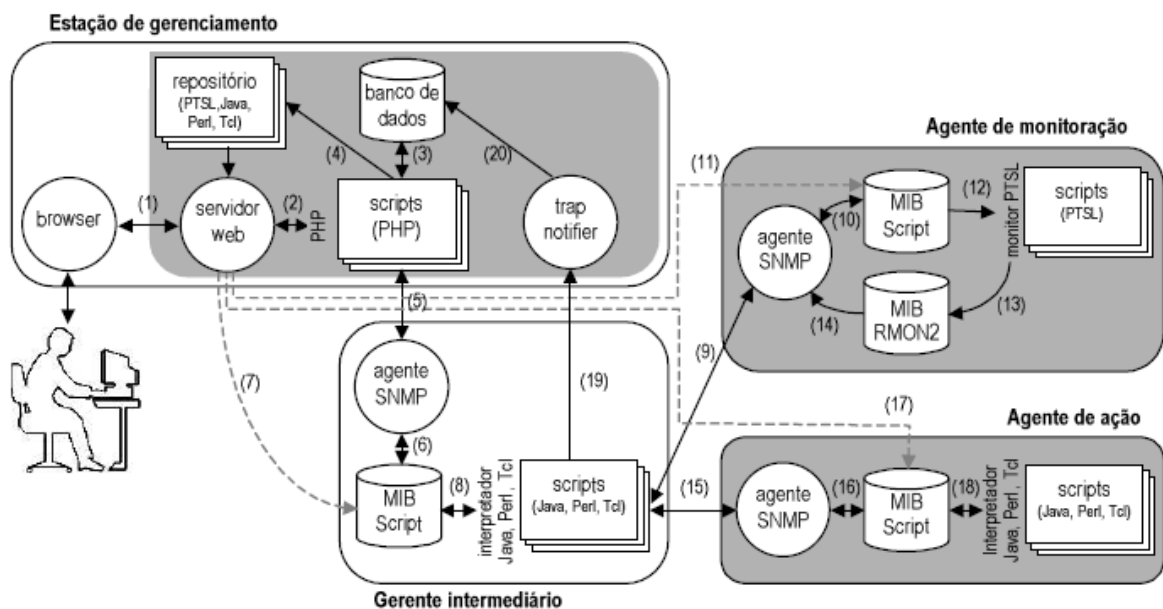 Estação de gerenciamento
repositório
(PTSL,Java,
Perl, Tcl)
banco de
dados
(4)
(3)
(20)
browser
(1)
servidor
web
(2)
PHP
scripts
(PHP)
trap
notifier
(5)
(7)
agente
SNMP
(6)
MIB
Script
(8)
interpretador
Java, Perl, Tcl
scripts
(Java, Perl, Tcl)
(19)
Gerente intermediário
(9)
(15)
Agente de monitoração
(11)
agente
SNMP
(10)
MIB
Script
(12)
monitor PTSL
scripts
(PTSL)
(13)
(14)
MIB
RMON2
(17)
Agente de ação
agente
SNMP
(16)
MIB
Script
(18)
Interpretador
Java, Perl, Tcl
scripts
(Java, Perl, Tcl)